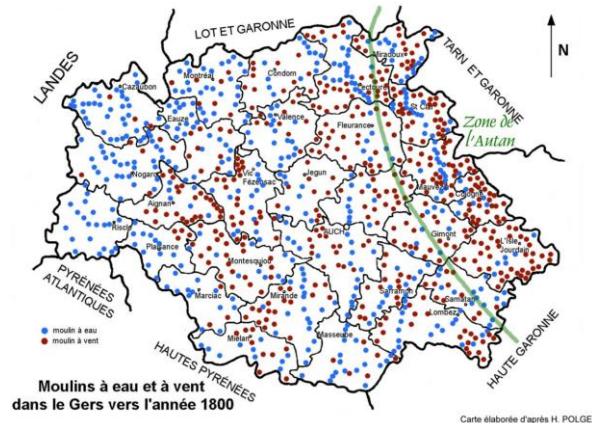 LOT ET GARONNE
LANDES
TARN ET GARONNE
N
Miradoux
Condom
Montréal
Cazaubon
Lectoure
St Clar
Valence
Eauze
Fleurance
Zone de
l'Autan
Nogaro
Vic
Fezensac
Jegun
Mauvezin
Cologne
Aignan
Riscle
AUCH
Gimont
L'Isle
Jourdain
Plaisance
Montesquiou
PYRÉNÉES
ATLANTIQUES
Marciac
Mirande
Saramon
Samatan
Lombez
Miélan
Masseube
HAUTES PYRÉNÉES
HAUTE GARONNE
moulin à eau
moulin à vent
Moulins à eau et à vent
dans le Gers vers l'année 1800
Carte élaborée d'après H. POLGE